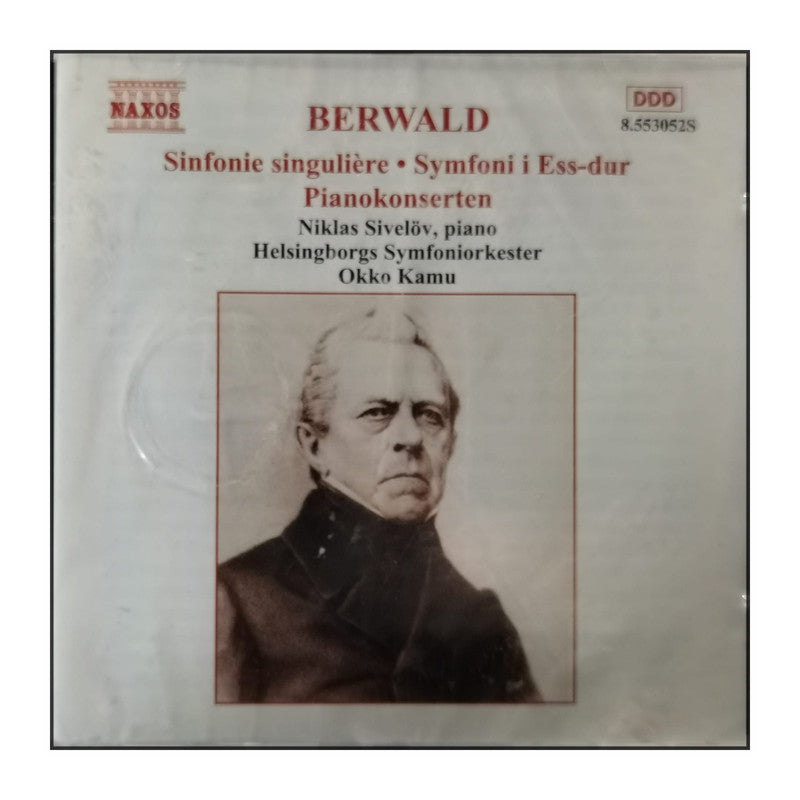 NAXOS
DDD
8.553052S
BERWALD
Sinfonie singulière • Symfoni i Ess-dur
Pianokonserten
Niklas Sivelöv, piano
Helsingborgs Symfoniorkester
Okko Kamu